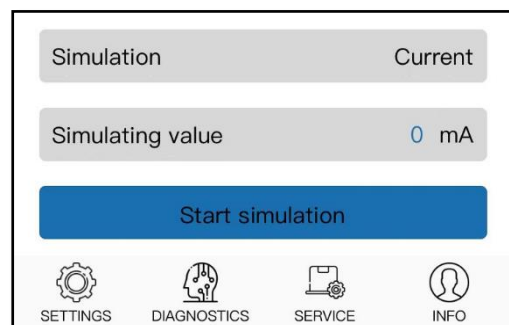 Simulation Current
Simulating value 0 mA
Start simulation
SETTINGS DIAGNOSTICS SERVICE INFO